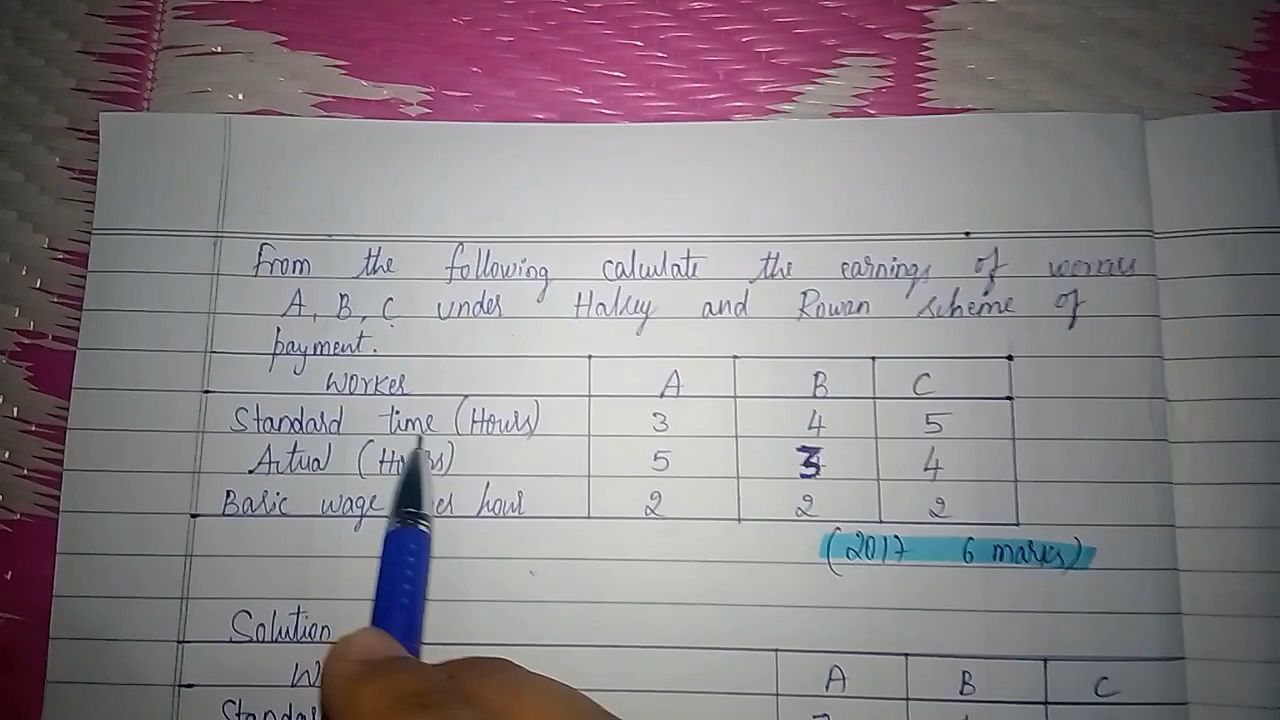 From the following calculate the earnings of
A, B, C under Halsey and Rowan scheme of
payment.
Worker A B C
Standard time (Hours) 3 4 5
Actual (Hours) 5 3 4
Basic wage hour 2 2 2
(2017 6 marks)
Solution
A B C